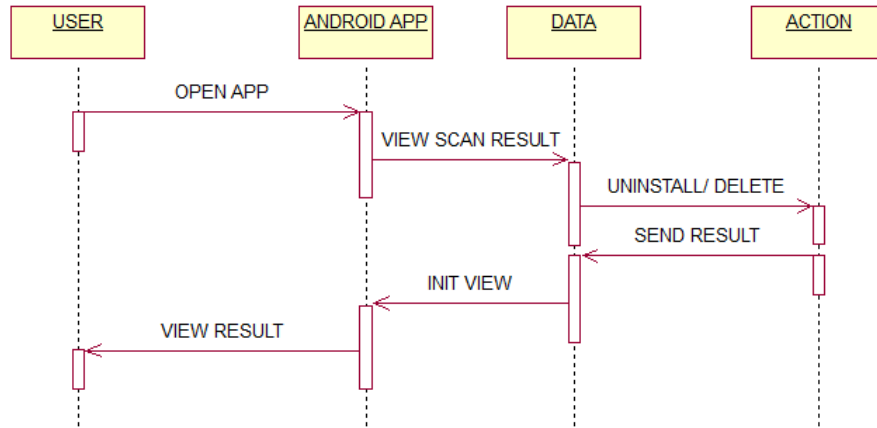 USER
ANDROID APP
DATA
ACTION
OPEN APP
VIEW SCAN RESULT
UNINSTALL/ DELETE
SEND RESULT
INIT VIEW
VIEW RESULT